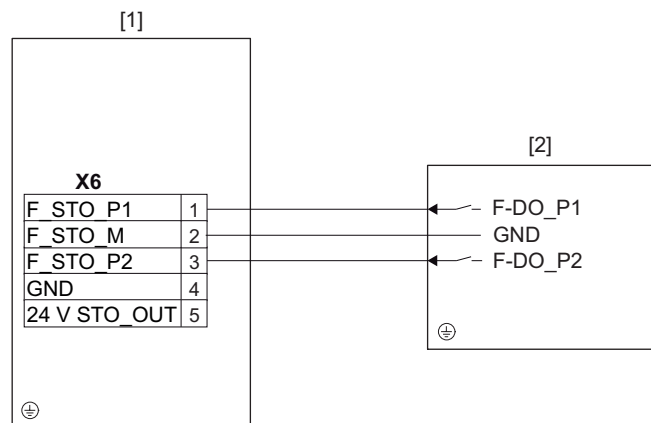 [1]
[2]
X6
F_STO_P1 1
F_STO_M 2
F_STO_P2 3
GND 4
24 V STO_OUT 5
F-DO_P1
GND
F-DO_P2